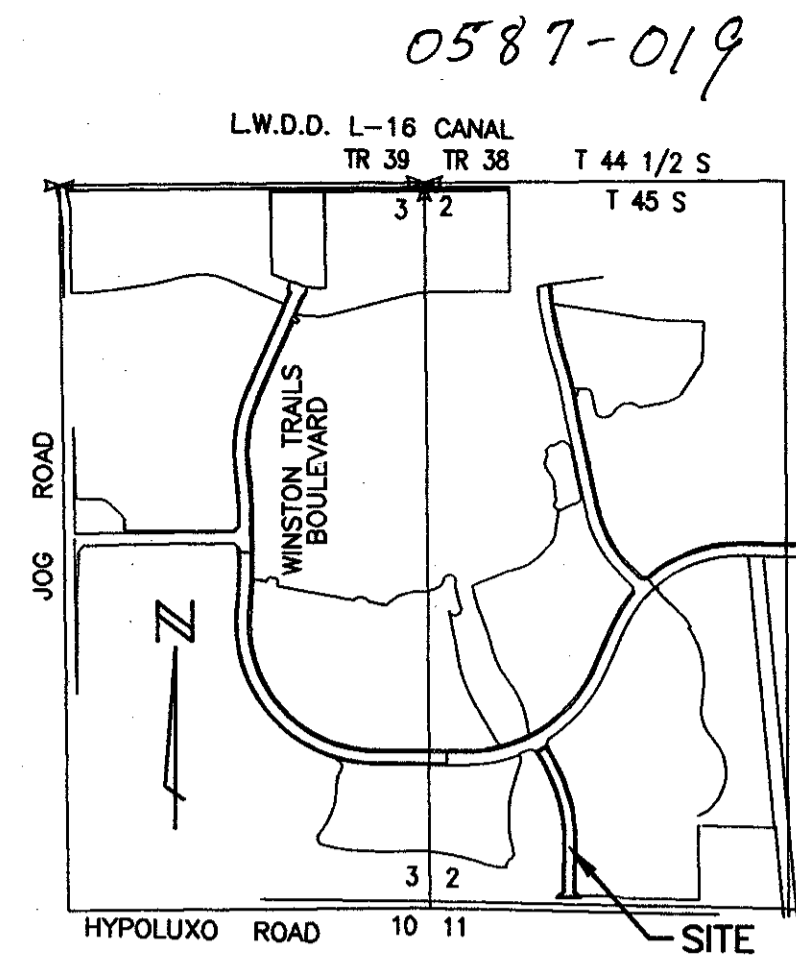 0587-019
L.W.D.D. L-16 CANAL
TR 39 TR 38 T 44 1/2 S
3 2 T 45 S
WINSTON TRAILS
BOULEVARD
JOG ROAD
N
3 2
HYPOLUXO ROAD 10 11
SITE